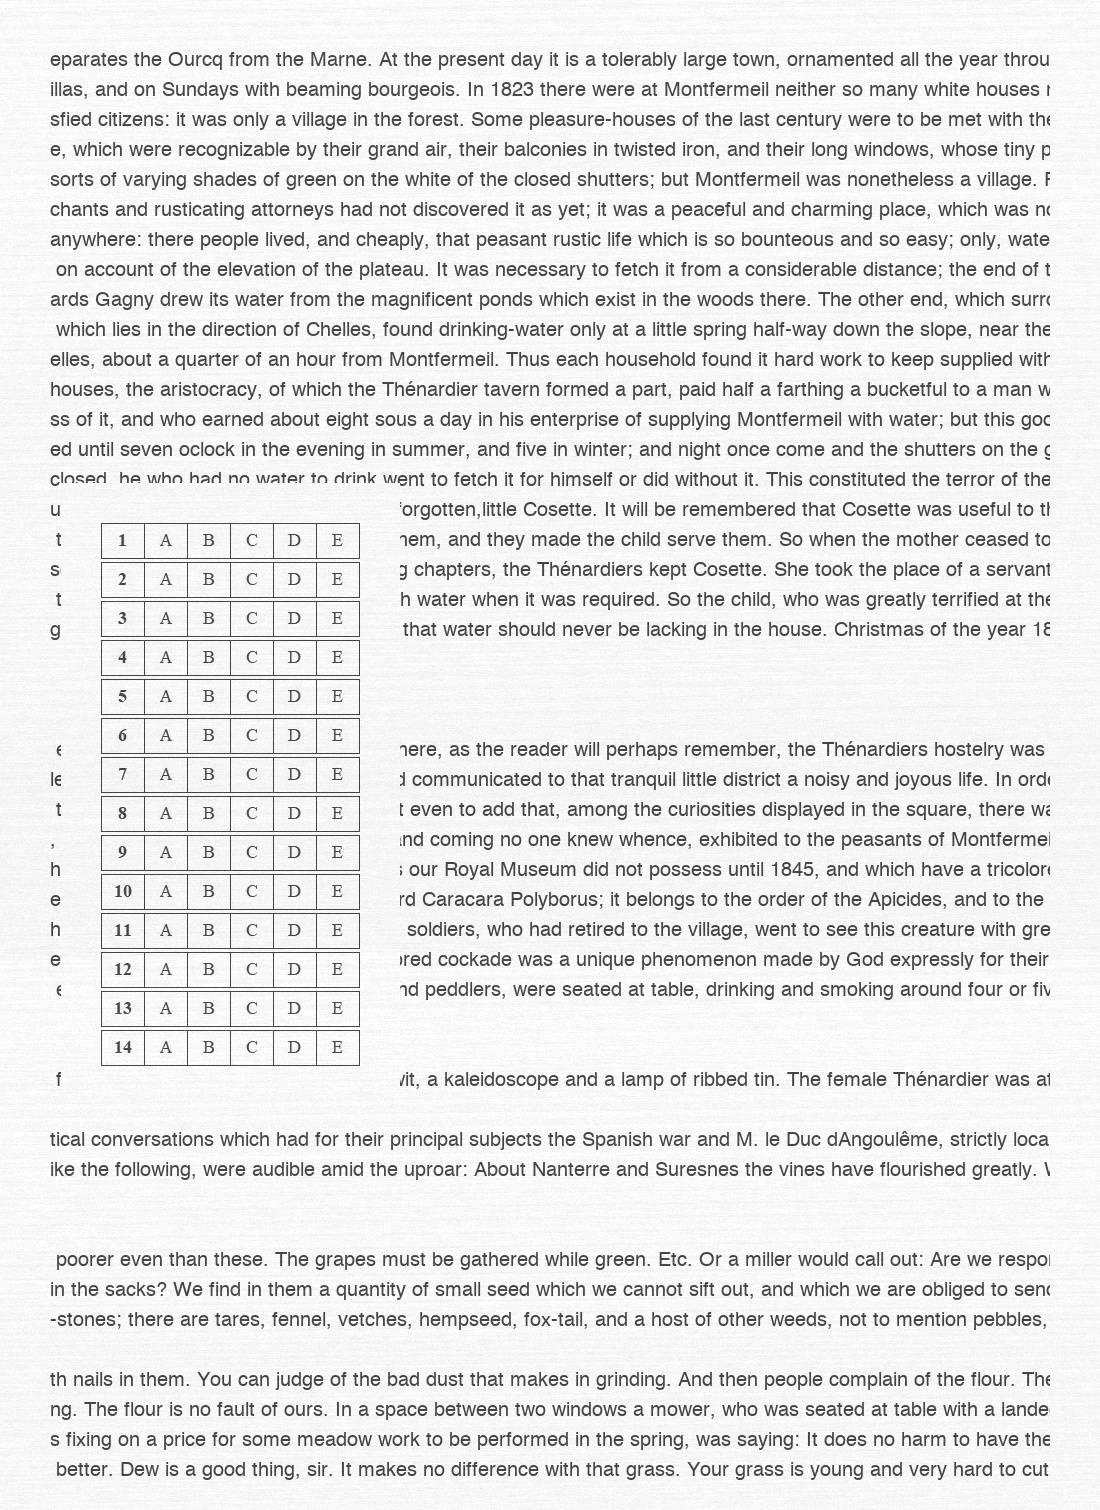 eparates the Ourcq from the Marne. At the present day it is a tolerably large town, ornamented all the year throu
illas, and on Sundays with beaming bourgeois. In 1823 there were at Montfermeil neither so many white houses
sfied citizens: it was only a village in the forest. Some pleasure-houses of the last century were to be met with the
e, which were recognizable by their grand air, their balconies in twisted iron, and their long windows, whose tiny p
sorts of varying shades of green on the white of the closed shutters; but Montfermeil was nonetheless a village.
chants and rusticating attorneys had not discovered it as yet; it was a peaceful and charming place, which was no
anywhere: there people lived, and cheaply, that peasant rustic life which is so bounteous and so easy; only, wate
on account of the elevation of the plateau. It was necessary to fetch it from a considerable distance; the end of t
ards Gagny drew its water from the magnificent ponds which exist in the woods there. The other end, which surro
which lies in the direction of Chelles, found drinking-water only at a little spring half-way down the slope, near the
elles, about a quarter of an hour from Montfermeil. Thus each household found it hard work to keep supplied with
houses, the aristocracy, of which the Thénardier tavern formed a part, paid half a farthing a bucketful to a man w
ss of it, and who earned about eight sous a day in his enterprise of supplying Montfermeil with water; but this goo
ed until seven oclock in the evening in summer, and five in winter; and night once come and the shutters on the g
closed, he who had no water to drink went to fetch it for himself or did without it. This constituted the terror of the
u forgotten,little Cosette. It will be remembered that Cosette was useful to th
t hem, and they made the child serve them. So when the mother ceased to
s g chapters, the Thénardiers kept Cosette. She took the place of a servant
t h water when it was required. So the child, who was greatly terrified at the
g that water should never be lacking in the house. Christmas of the year 18
e here, as the reader will perhaps remember, the Thénardiers hostelry was
le d communicated to that tranquil little district a noisy and joyous life. In orde
t t even to add that, among the curiosities displayed in the square, there wa
, and coming no one knew whence, exhibited to the peasants of Montfermei
h s our Royal Museum did not possess until 1845, and which have a tricolore
e rd Caracara Polyborus; it belongs to the order of the Apicides, and to the
h soldiers, who had retired to the village, went to see this creature with gre
e ored cockade was a unique phenomenon made by God expressly for their
e nd peddlers, were seated at table, drinking and smoking around four or fiv
f wit, a kaleidoscope and a lamp of ribbed tin. The female Thénardier was at
1 A B C D E
2 A B C D E
3 A B C D E
4 A B C D E
5 A B C D E
6 A B C D E
7 A B C D E
8 A B C D E
9 A B C D E
10 A B C D E
11 A B C D E
12 A B C D E
13 A B C D E
14 A B C D E
tical conversations which had for their principal subjects the Spanish war and M. le Duc dAngoulême, strictly loca
ike the following, were audible amid the uproar: About Nanterre and Suresnes the vines have flourished greatly.
poorer even than these. The grapes must be gathered while green. Etc. Or a miller would call out: Are we respon
in the sacks? We find in them a quantity of small seed which we cannot sift out, and which we are obliged to send
-stones; there are tares, fennel, vetches, hempseed, fox-tail, and a host of other weeds, not to mention pebbles,
th nails in them. You can judge of the bad dust that makes in grinding. And then people complain of the flour. The
ng. The flour is no fault of ours. In a space between two windows a mower, who was seated at table with a lande
s fixing on a price for some meadow work to be performed in the spring, was saying: It does no harm to have the
better. Dew is a good thing, sir. It makes no difference with that grass. Your grass is young and very hard to cut